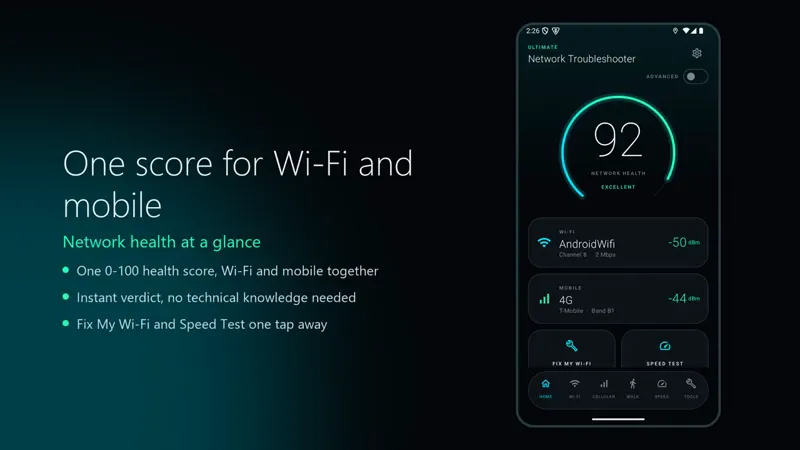 One score for Wi-Fi and
mobile
Network health at a glance
One 0-100 health score, Wi-Fi and mobile together
Instant verdict, no technical knowledge needed
Fix My Wi-Fi and Speed Test one tap away
2:26
ULTIMATE
Network Troubleshooter
ADVANCED
92
NETWORK HEALTH
EXCELLENT
WI-FI
AndroidWifi
-50 dBm
Channel 8 · 2 Mbps
MOBILE
4G
-44 dBm
T-Mobile · Band B1
FIX MY WI-FI
SPEED TEST
HOME
WI-FI
CELLULAR
WALK
SPEED
TOOLS